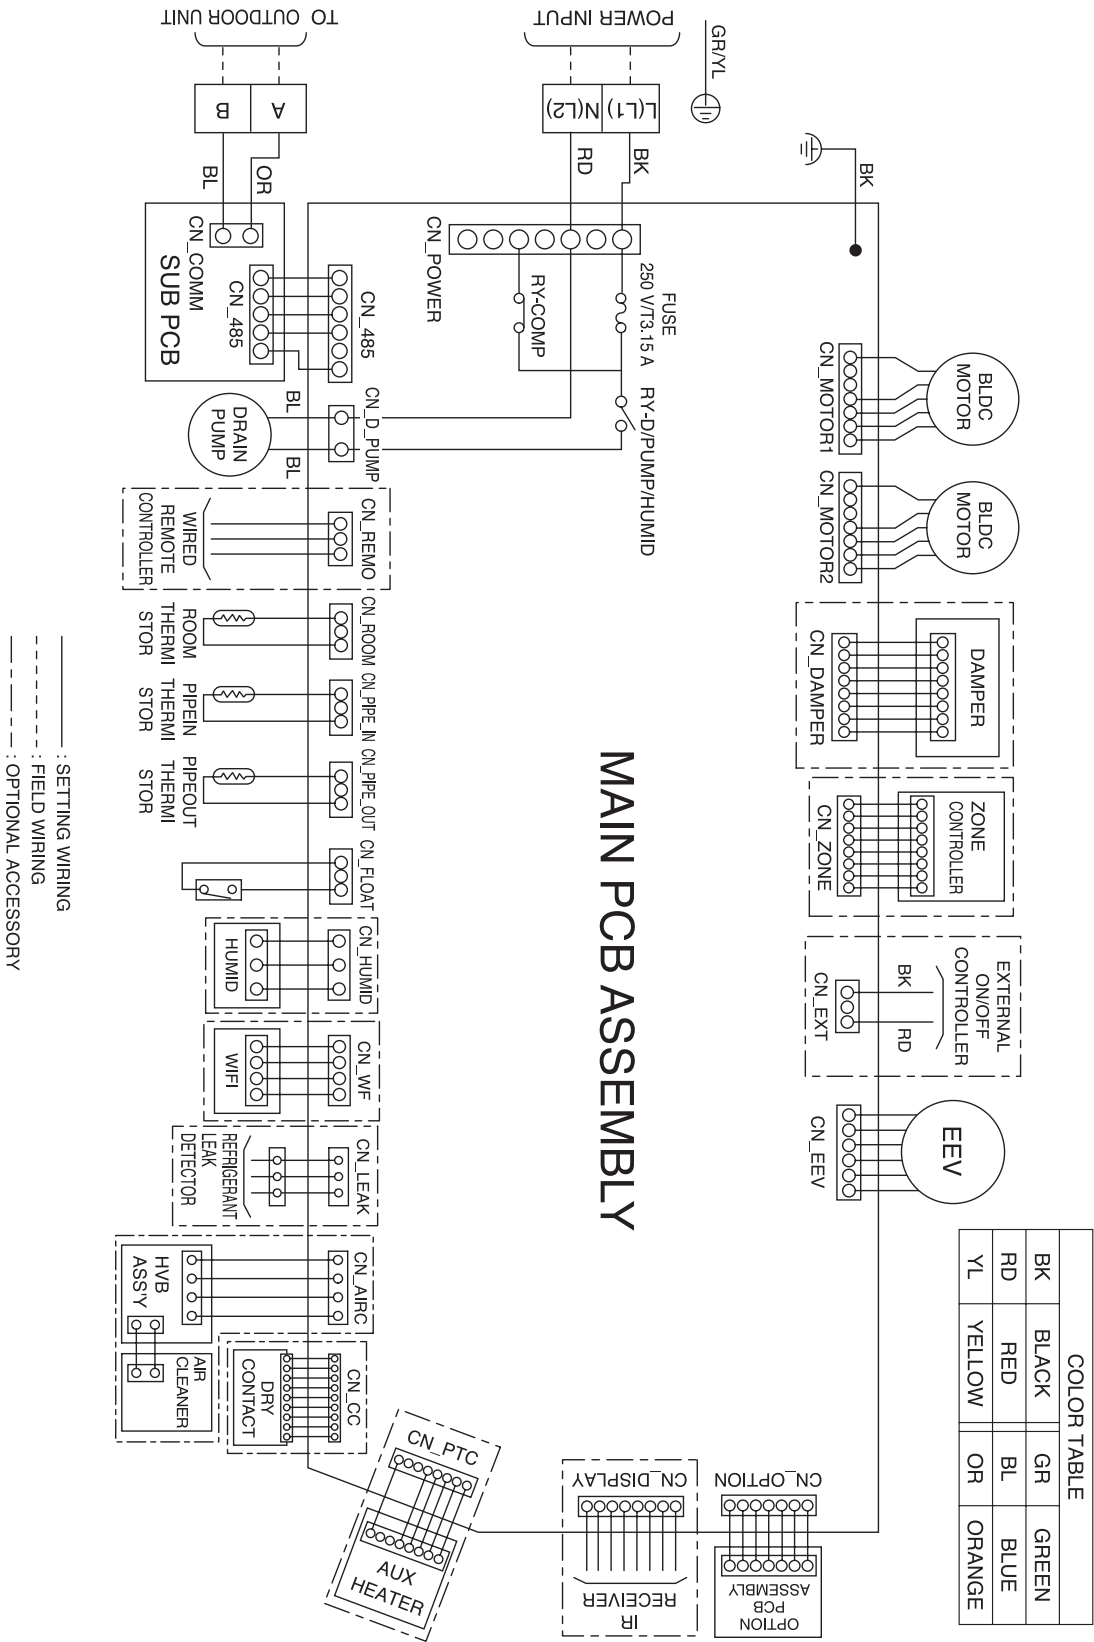 TO OUTDOOR UNIT
POWER INPUT
GR/YL
B
A
N(L2)
L(L1)
BL
OR
RD
BK
BK
CN_COMM
SUB PCB
CN_485
CN_485
CN_POWER
RY-COMP
FUSE
250 V/T3.15 A
RY-D/PUMP/HUMID
CN_D_PUMP
BL
BL
DRAIN
PUMP
BLDC
MOTOR
CN_MOTOR1
BLDC
MOTOR
CN_MOTOR2
DAMPER
CN_DAMPER
ZONE
CONTROLLER
CN_ZONE
EXTERNAL
ON/OFF
CONTROLLER
BK
RD
CN_EXT
EEV
CN_EEV
MAIN PCB ASSEMBLY
CN_REMO
WIRED
REMOTE
CONTROLLER
CN_ROOM
ROOM
THERMI
STOR
CN_PIPE_IN
PIPEIN
THERMI
STOR
CN_PIPE_OUT
PIPEOUT
THERMI
STOR
CN_FLOAT
CN_HUMID
HUMID
CN_WF
WIFI
CN_LEAK
REFRIGERANT
LEAK
DETECTOR
CN_AIRC
HVB
ASS'Y
AIR
CLEANER
CN_CC
DRY
CONTACT
CN_PTC
AUX
HEATER
CN_DISPLAY
IR
RECEIVER
CN_OPTION
OPTION
PCB
ASSEMBLY
COLOR TABLE
BK BLACK GR GREEN
RD RED BL BLUE
YL YELLOW OR ORANGE
: SETTING WIRING
: FIELD WIRING
: OPTIONAL ACCESSORY